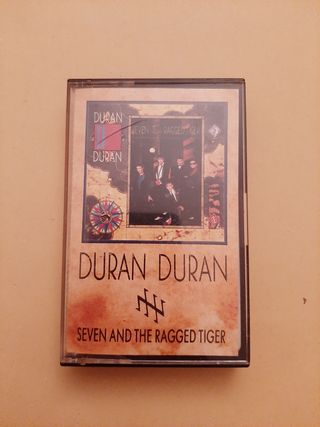 DURAN
DURAN
SEVEN AND THE RAGGED TIGER
DURAN DURAN
SEVEN AND THE RAGGED TIGER